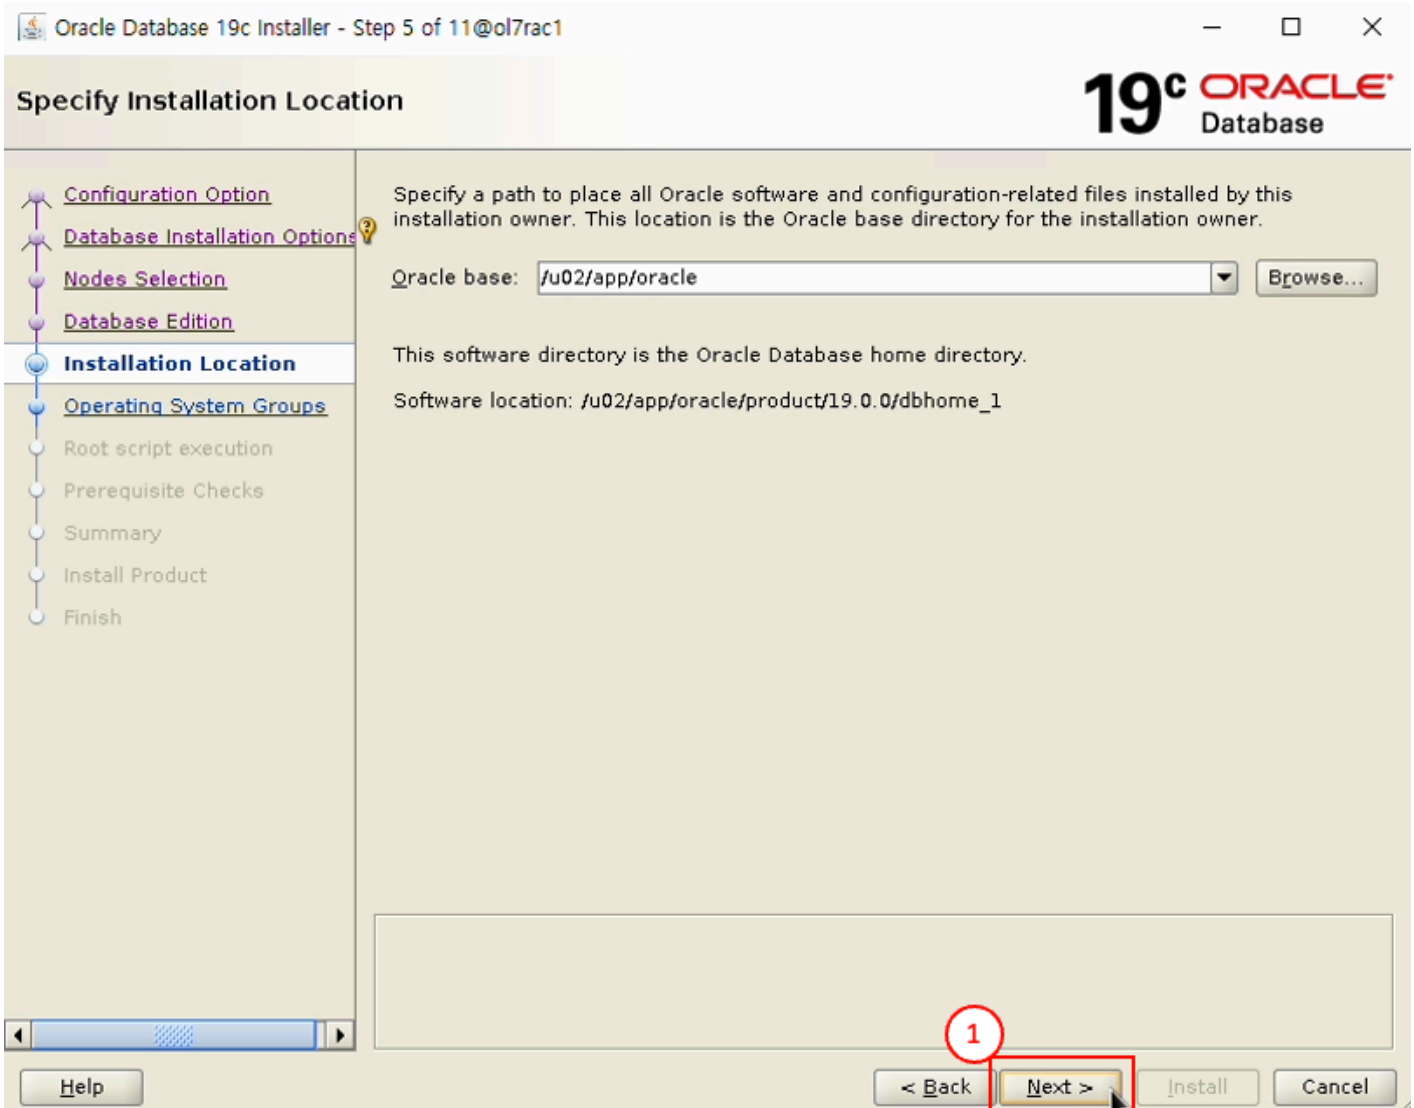 Oracle Database 19c Installer - Step 5 of 11@ol7rac1
Specify Installation Location
19c ORACLE
Database
Configuration Option
Database Installation Options
Nodes Selection
Database Edition
Installation Location
Operating System Groups
Root script execution
Prerequisite Checks
Summary
Install Product
Finish
Specify a path to place all Oracle software and configuration-related files installed by this
installation owner. This location is the Oracle base directory for the installation owner.
Oracle base: /u02/app/oracle Browse...
This software directory is the Oracle Database home directory.
Software location: /u02/app/oracle/product/19.0.0/dbhome_1
1
Help < Back Next > Install Cancel